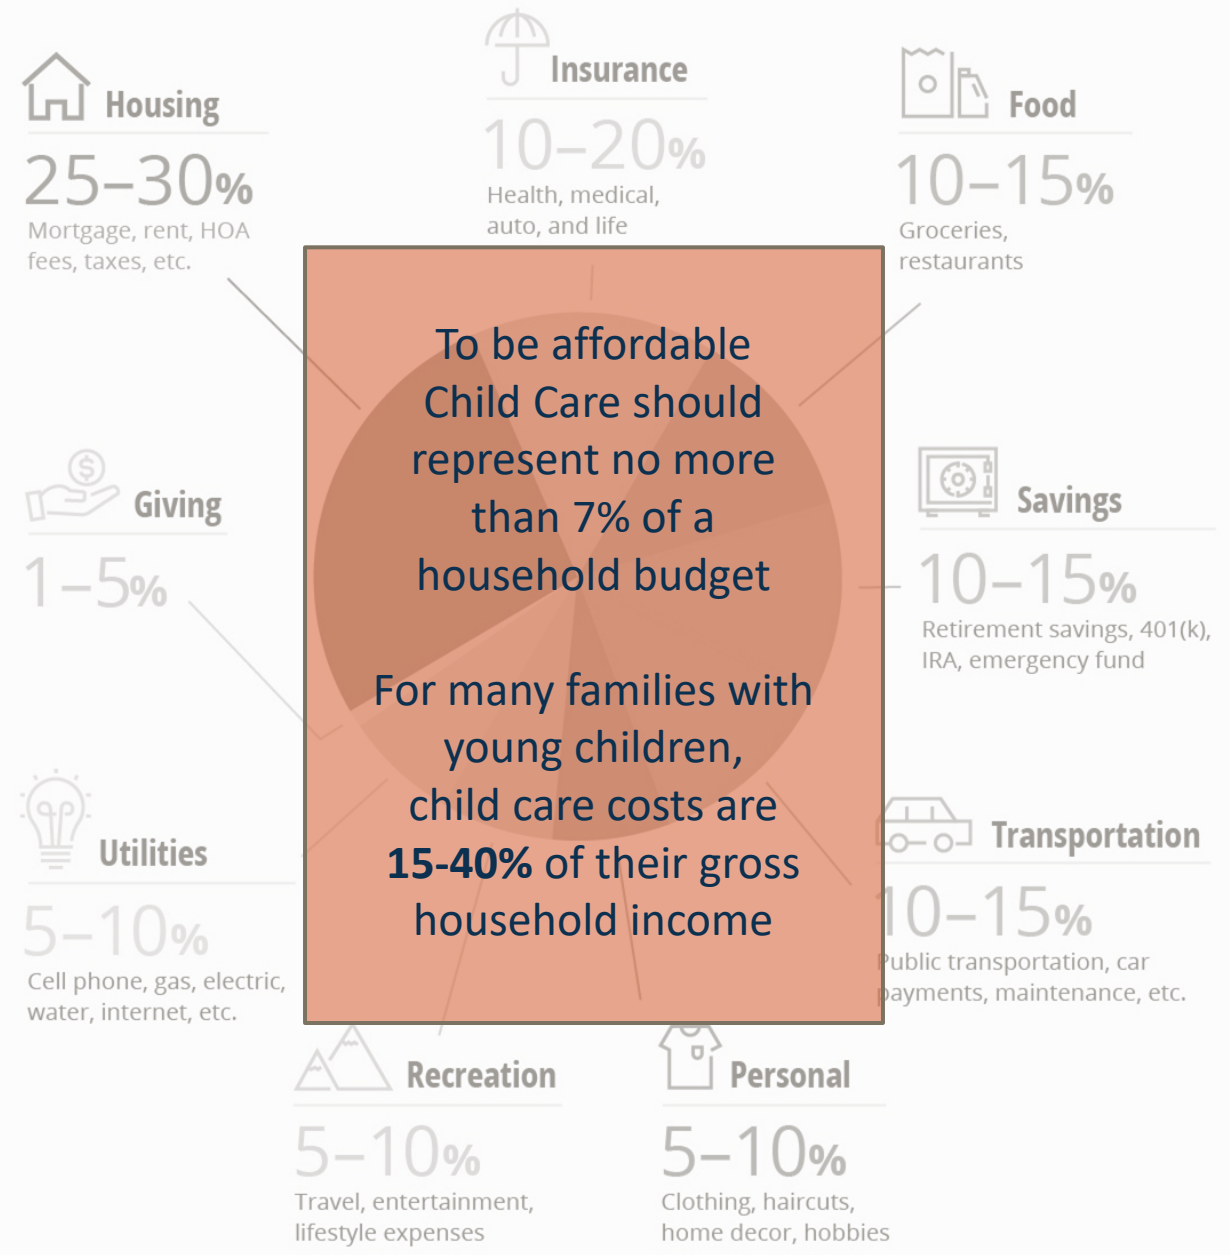 Housing
25–30%
Mortgage, rent, HOA
fees, taxes, etc.
Insurance
10–20%
Health, medical,
auto, and life
Food
10–15%
Groceries,
restaurants
To be affordable
Child Care should
represent no more
than 7% of a
household budget
For many families with
young children,
child care costs are
15-40% of their gross
household income
Giving
1–5%
Savings
10–15%
Retirement savings, 401(k),
IRA, emergency fund
Utilities
5–10%
Cell phone, gas, electric,
water, internet, etc.
Transportation
10–15%
Public transportation, car
payments, maintenance, etc.
Recreation
5–10%
Travel, entertainment,
lifestyle expenses
Personal
5–10%
Clothing, haircuts,
home decor, hobbies